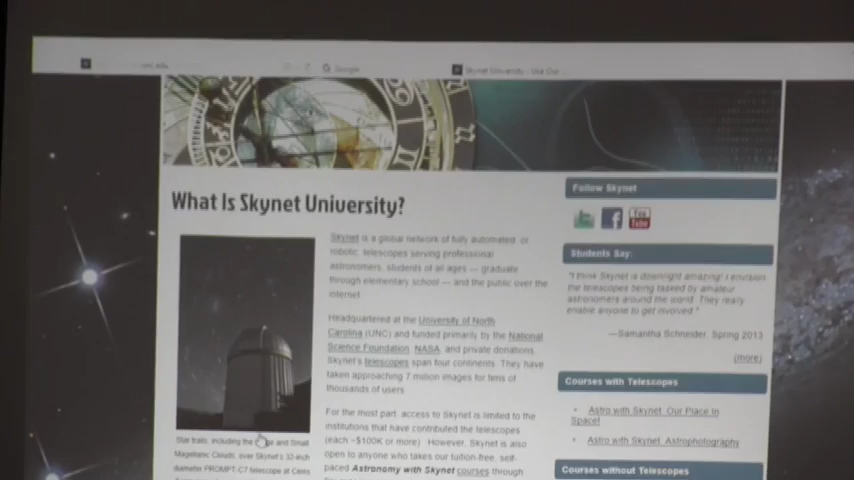 Google
Skynet University - Use Our
What Is Skynet University?
Skynet is a global network of fully automated, or
robotic, telescopes serving professional
astronomers, students of all ages — graduate
through elementary school — and the public over the
internet.
Headquartered at the University of North
Carolina (UNC) and funded primarily by the National
Science Foundation, NASA, and private donations,
Skynet's telescopes span four continents. They have
taken approaching 7 million images for tens of
thousands of users.
For the most part, access to Skynet is limited to the
institutions that have contributed the telescopes
(each ~$100K or more). However, Skynet is also
open to anyone who takes our tuition-free, self-
paced Astronomy with Skynet courses through
Star trails, including the and Small
Magellanic Clouds, over Skynet's 32-inch
diameter PROMPT-C7 telescope at Cerro
Follow Skynet
You
Tube
Students Say:
"I think Skynet is downright amazing! I envision
the telescopes being tasked by amateur
astronomers around the world. They really
enable anyone to get involved."
—Samantha Schneider, Spring 2013
(more)
Courses with Telescopes
Astro with Skynet: Our Place in
Space!
Astro with Skynet: Astrophotography
Courses without Telescopes